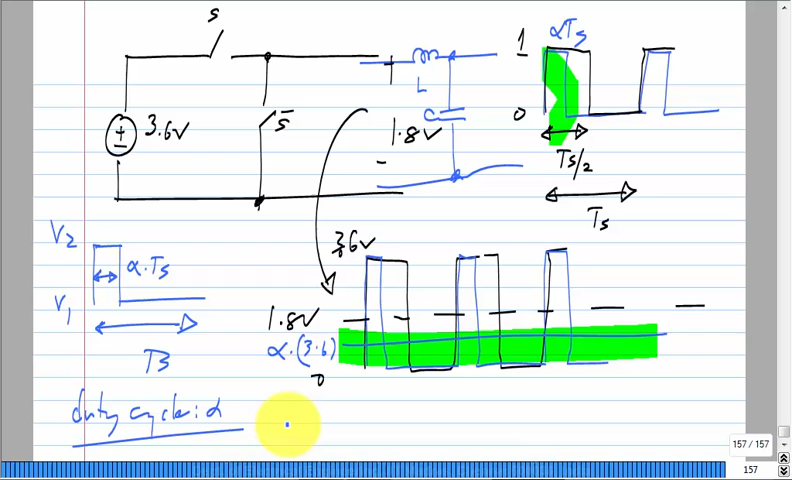 S
αTs
1
L
+
3.6V
S̄
C
1.8V
-
0
Ts/2
Ts
V2
α.Ts
3.6V
V1
1.8V
α.(3.6)
TS
0
duty cycle: α
157 / 157
157